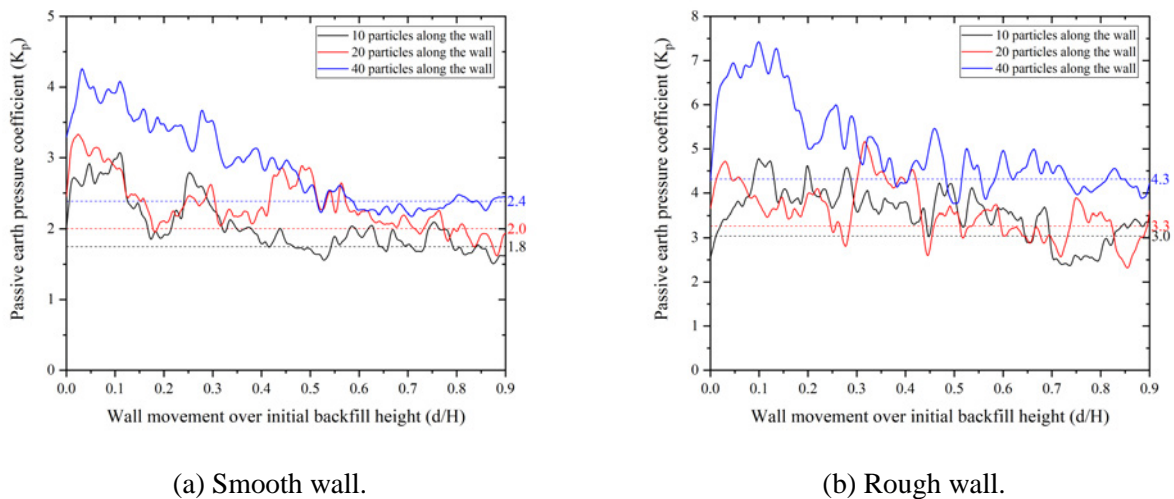 5
4
3
2
1
0
Passive earth pressure coefficient (Kp)
10 particles along the wall
20 particles along the wall
40 particles along the wall
2.4
2.0
1.8
0.0 0.1 0.2 0.3 0.4 0.5 0.6 0.7 0.8 0.9
Wall movement over initial backfill height (d/H)
(a) Smooth wall.
8
7
6
5
4
3
2
1
0
Passive earth pressure coefficient (Kp)
10 particles along the wall
20 particles along the wall
40 particles along the wall
4.3
3.3
3.0
0.0 0.1 0.2 0.3 0.4 0.5 0.6 0.7 0.8 0.9
Wall movement over initial backfill height (d/H)
(b) Rough wall.